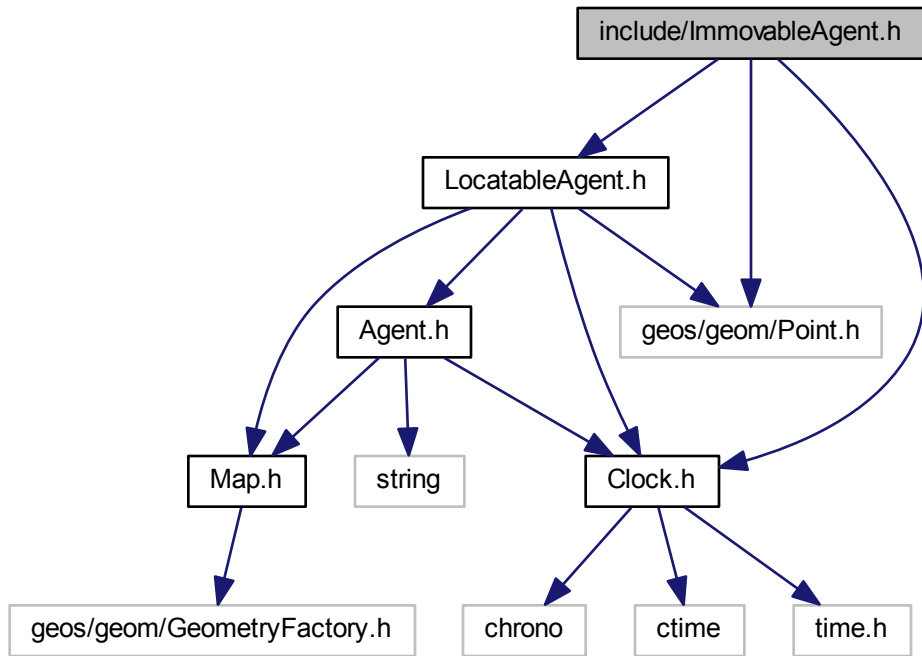 include/ImmovableAgent.h
LocatableAgent.h
Agent.h
geos/geom/Point.h
Map.h
string
Clock.h
geos/geom/GeometryFactory.h
chrono
ctime
time.h